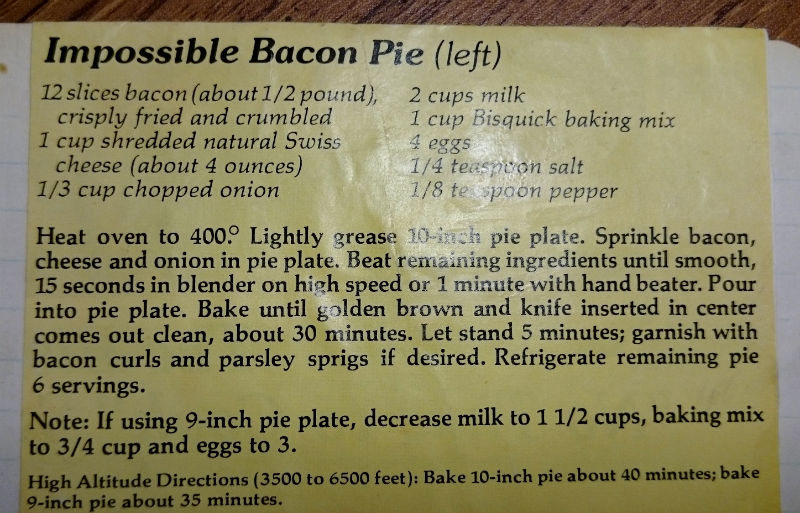 Impossible Bacon Pie (left)
12 slices bacon (about 1/2 pound),
crisply fried and crumbled
1 cup shredded natural Swiss
cheese (about 4 ounces)
1/3 cup chopped onion
2 cups milk
1 cup Bisquick baking mix
4 eggs
1/4 teaspoon salt
1/8 teaspoon pepper
Heat oven to 400.° Lightly grease 10-inch pie plate. Sprinkle bacon,
cheese and onion in pie plate. Beat remaining ingredients until smooth,
15 seconds in blender on high speed or 1 minute with hand beater. Pour
into pie plate. Bake until golden brown and knife inserted in center
comes out clean, about 30 minutes. Let stand 5 minutes; garnish with
bacon curls and parsley sprigs if desired. Refrigerate remaining pie
6 servings.
Note: If using 9-inch pie plate, decrease milk to 1 1/2 cups, baking mix
to 3/4 cup and eggs to 3.
High Altitude Directions (3500 to 6500 feet): Bake 10-inch pie about 40 minutes; bake
9-inch pie about 35 minutes.